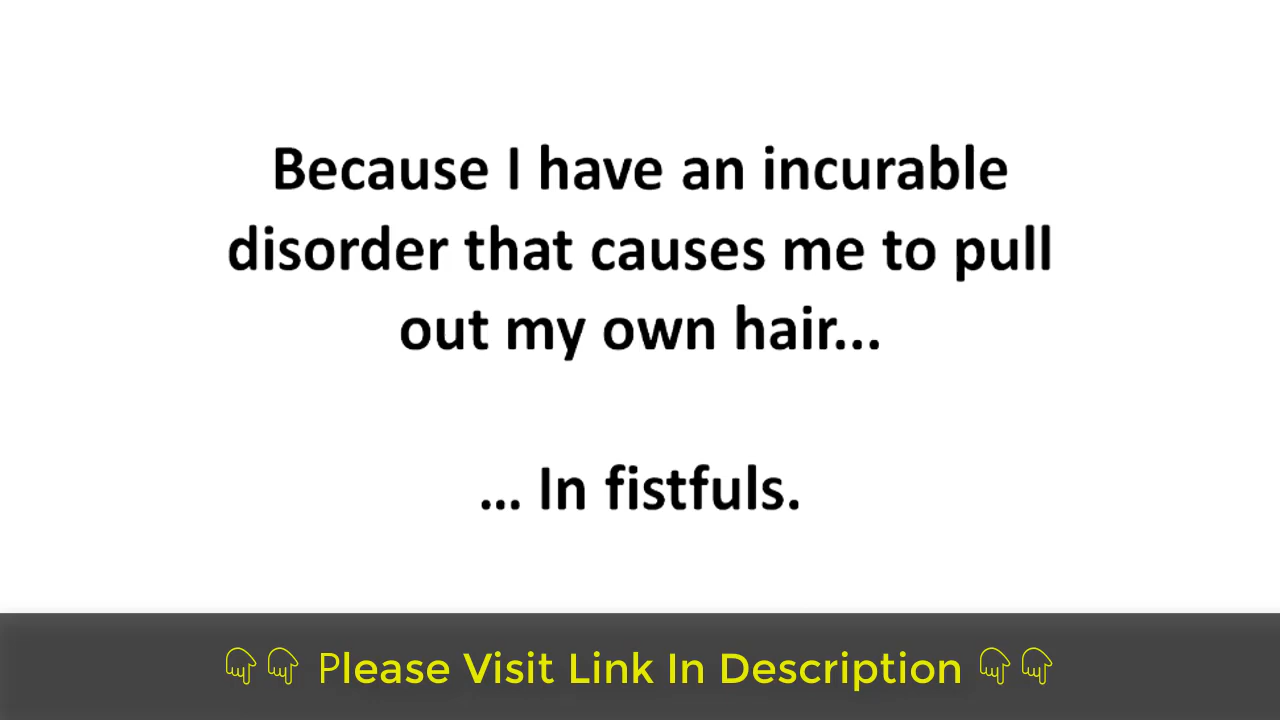 Because I have an incurable
disorder that causes me to pull
out my own hair...
... In fistfuls.
👇👇 Please Visit Link In Description 👇👇